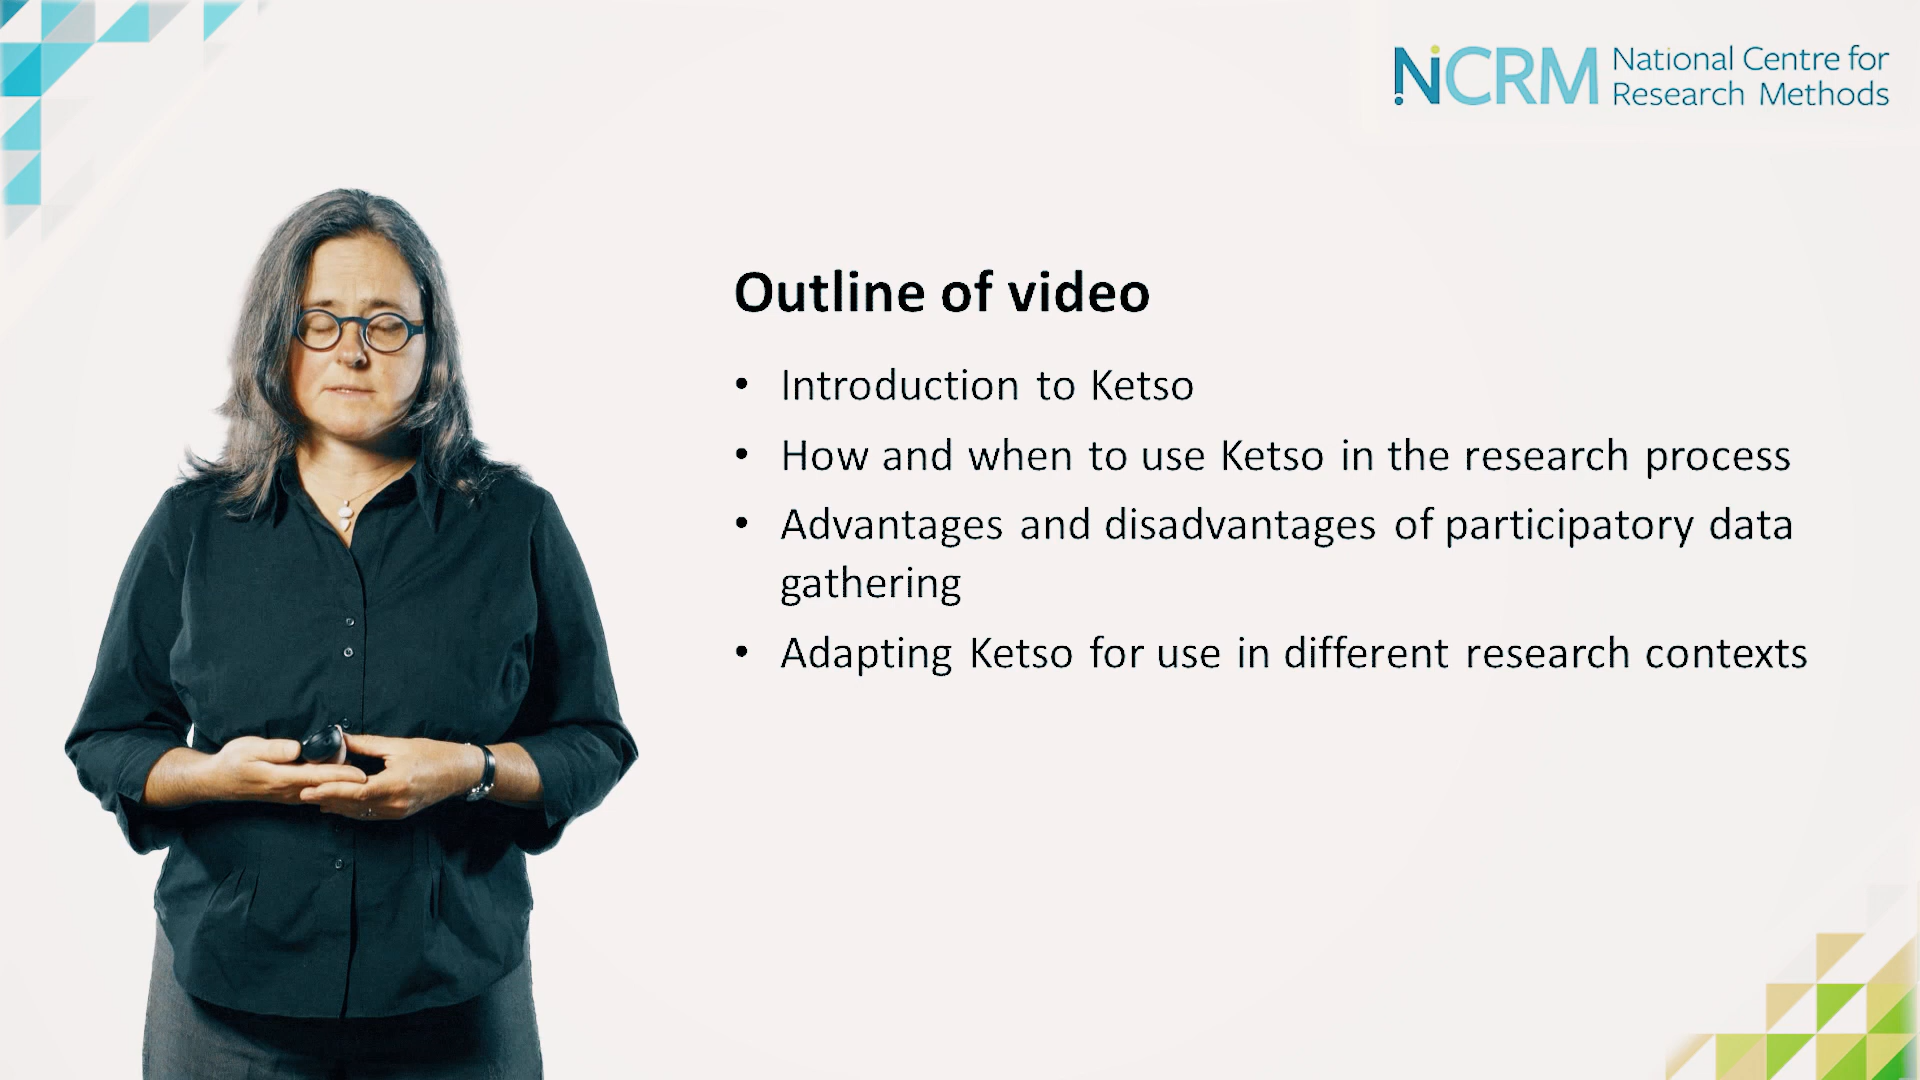 NCRM National Centre for
Research Methods
Outline of video
• Introduction to Ketso
• How and when to use Ketso in the research process
• Advantages and disadvantages of participatory data
gathering
• Adapting Ketso for use in different research contexts